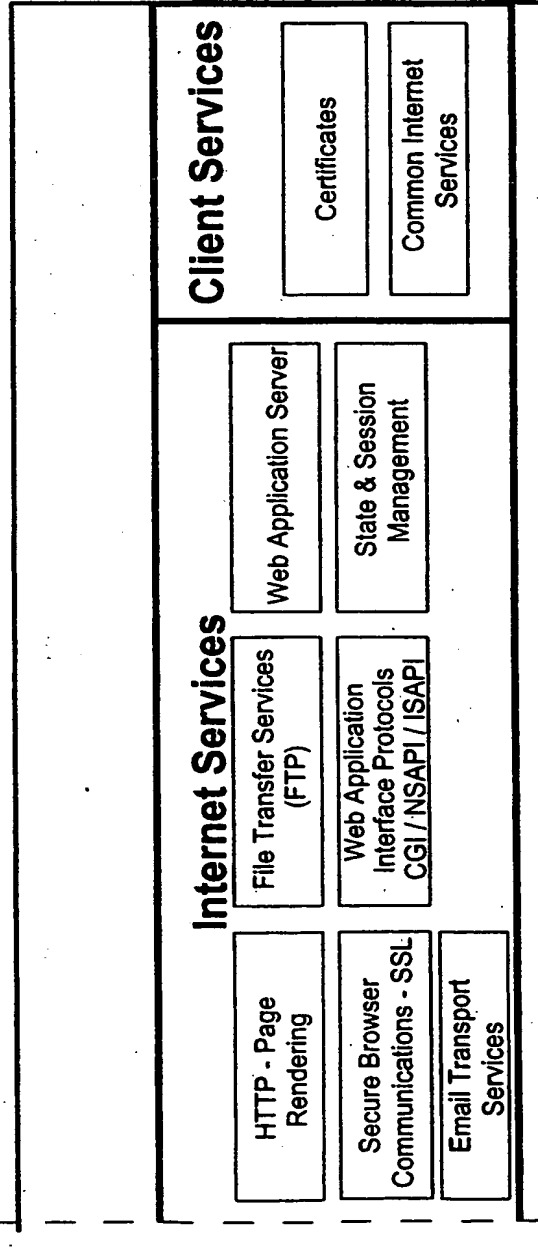 Internet Services
HTTP - Page
Rendering
File Transfer Services
(FTP)
Web Application Server
Secure Browser
Communications - SSL
Web Application
Interface Protocols
CGI / NSAPI / ISAPI
State & Session
Management
Email Transport
Services
Client Services
Certificates
Common Internet
Services